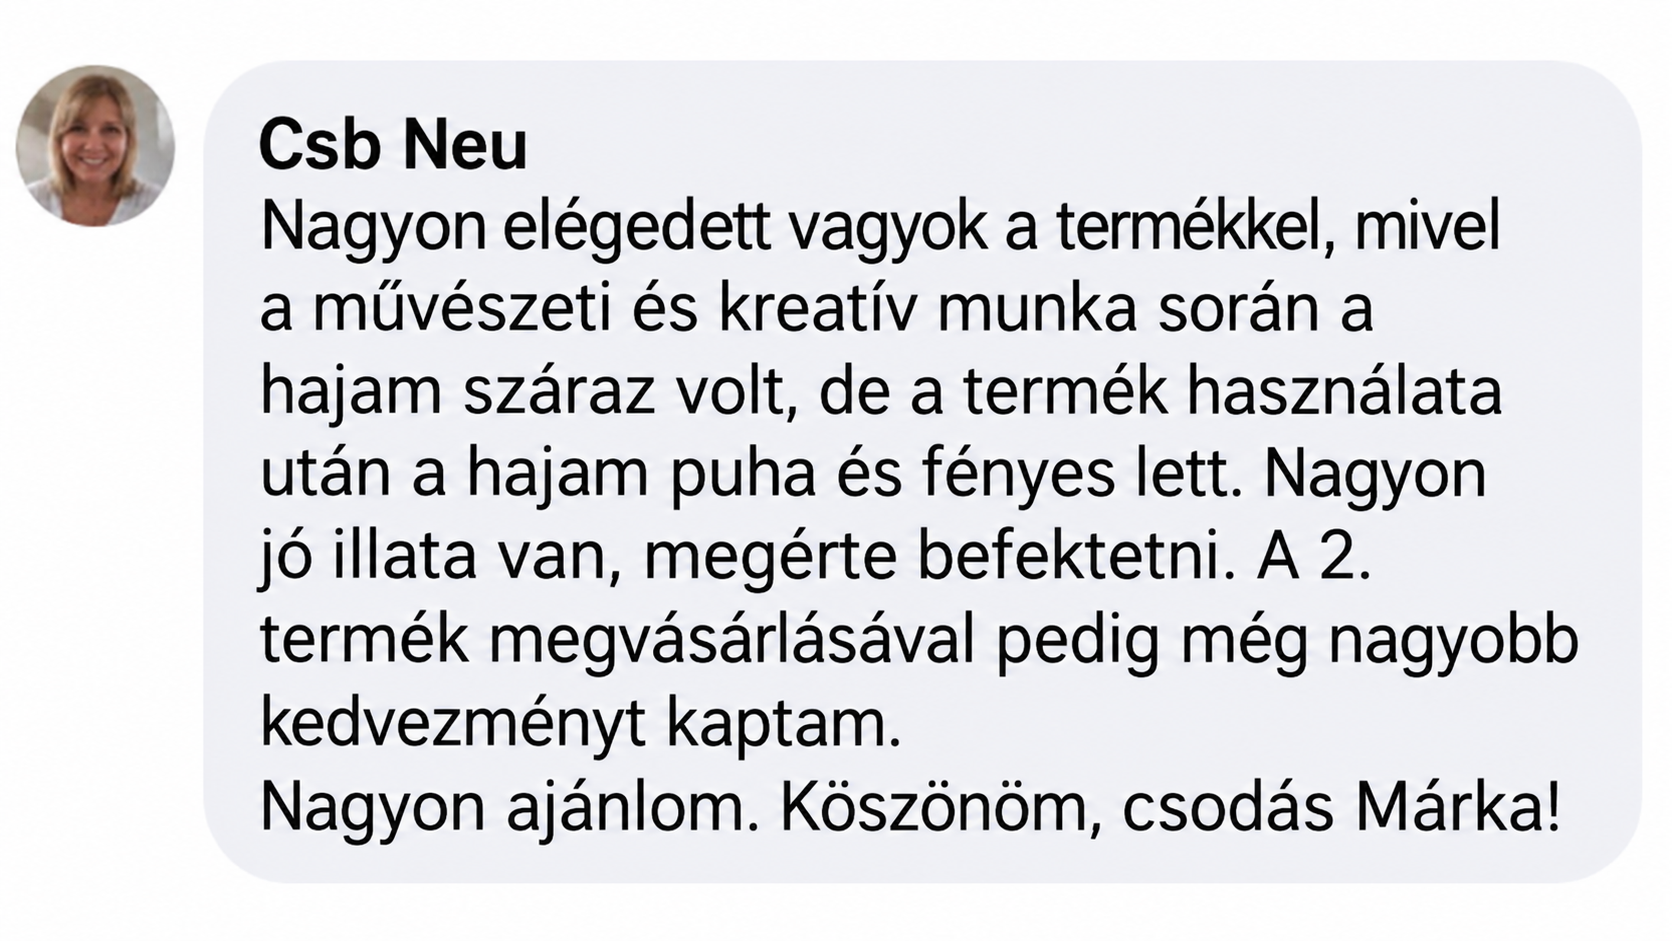 Csb Neu
Nagyon elégedett vagyok a termékkel, mivel
a művészeti és kreatív munka során a
hajam száraz volt, de a termék használata
után a hajam puha és fényes lett. Nagyon
jó illata van, megérte befektetni. A 2.
termék megvásárlásával pedig még nagyobb
kedvezményt kaptam.
Nagyon ajánlom. Köszönöm, csodás Márka!